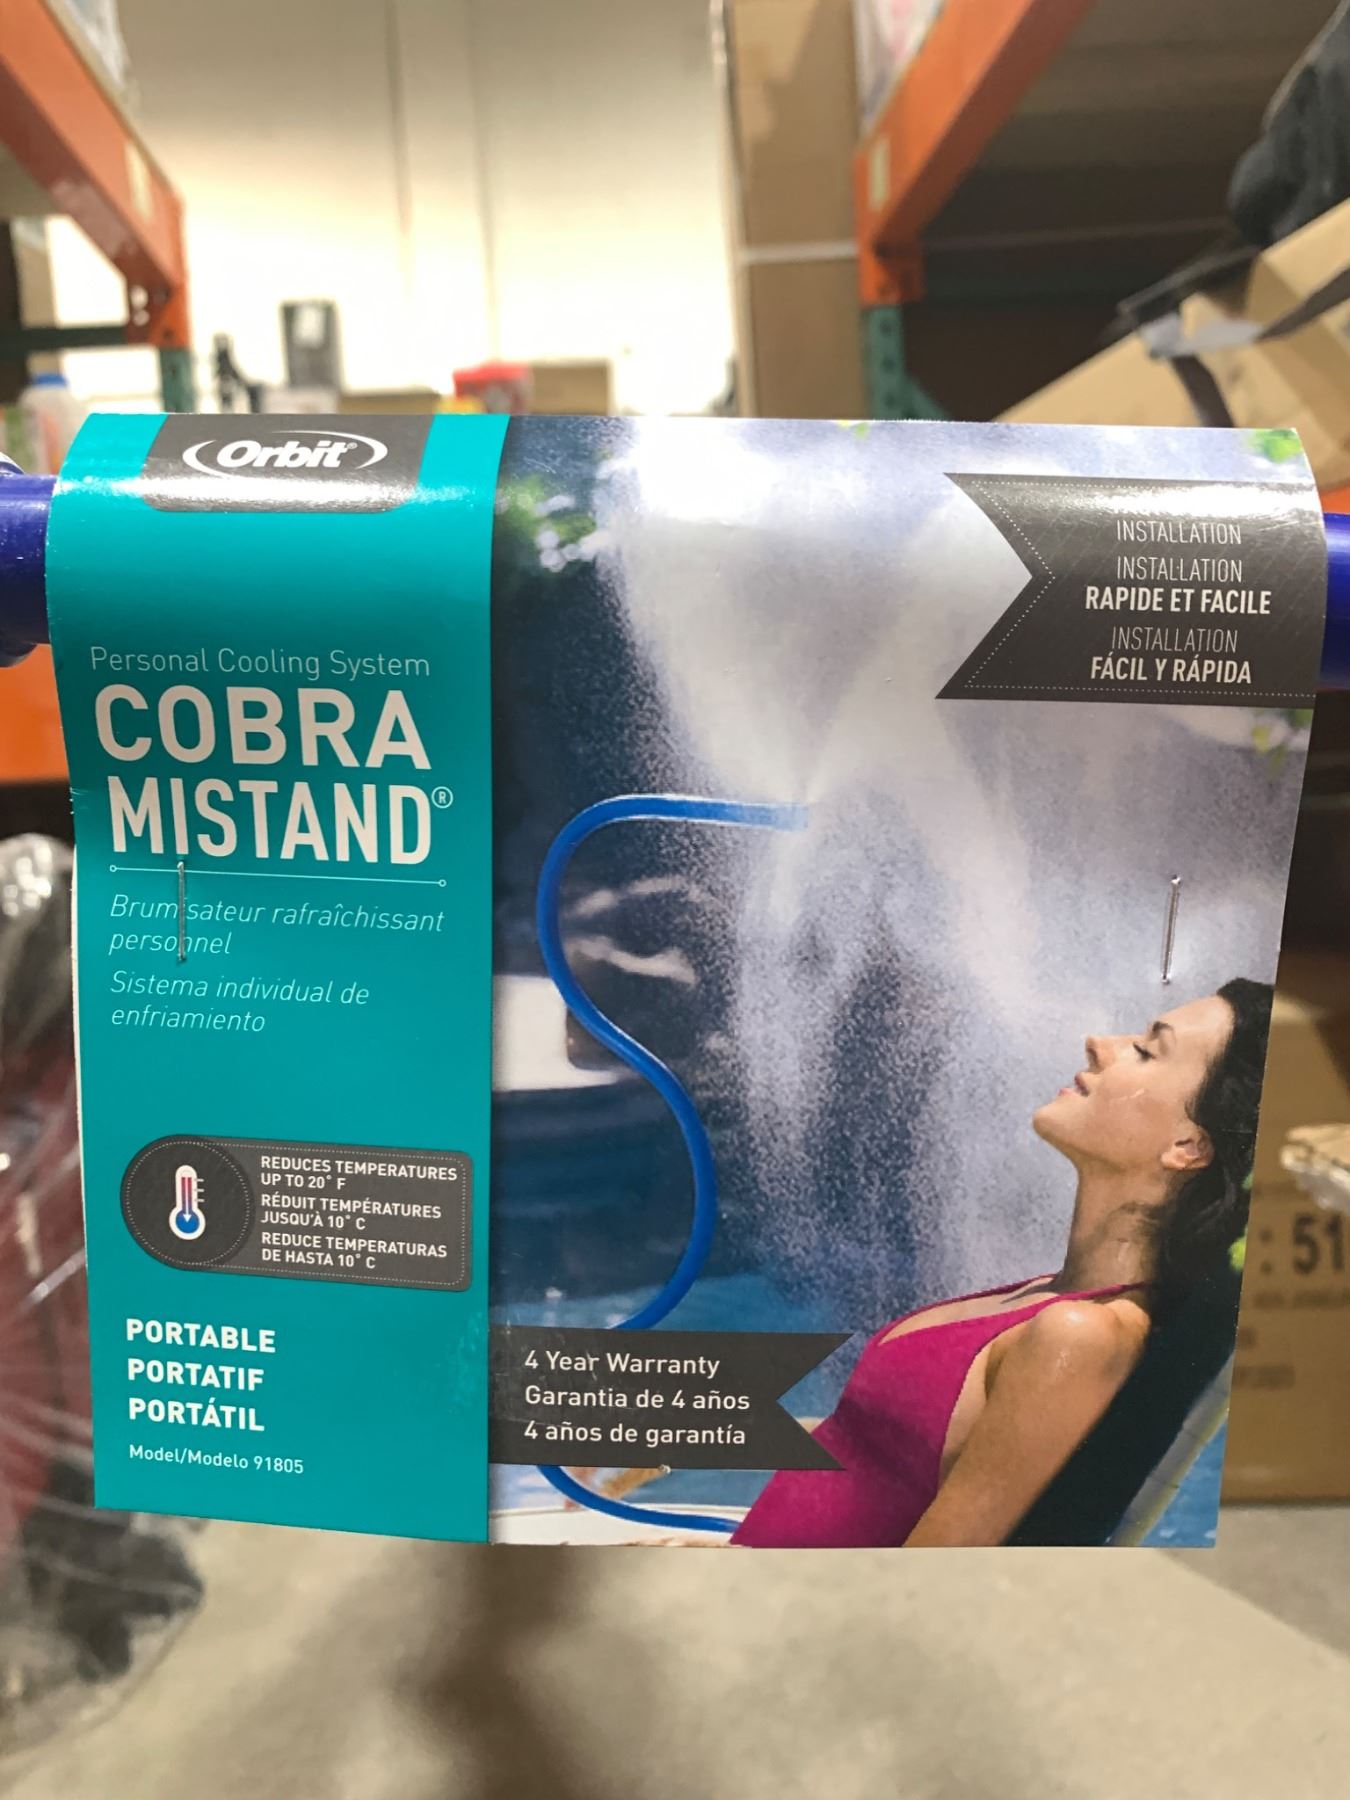 Orbit®
Personal Cooling System
COBRA
MISTAND®
Brumisateur rafraîchissant
personnel
Sistema individual de
enfriamiento
REDUCES TEMPERATURES
UP TO 20° F
RÉDUIT TEMPÉRATURES
JUSQU'À 10° C
REDUCE TEMPERATURAS
DE HASTA 10° C
PORTABLE
PORTATIF
PORTÁTIL
Model/Modelo 91805
INSTALLATION
INSTALLATION
RAPIDE ET FACILE
INSTALLATION
FÁCIL Y RÁPIDA
4 Year Warranty
Garantia de 4 años
4 años de garantía
: 51